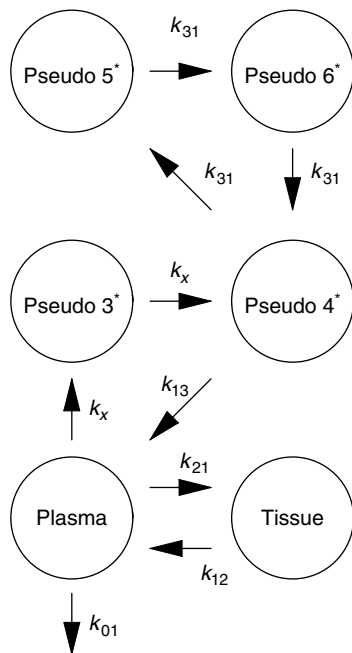 k31
Pseudo 5* Pseudo 6*
k31 k31
kx
Pseudo 3* Pseudo 4*
k13
kx
k21
Plasma Tissue
k12
k01